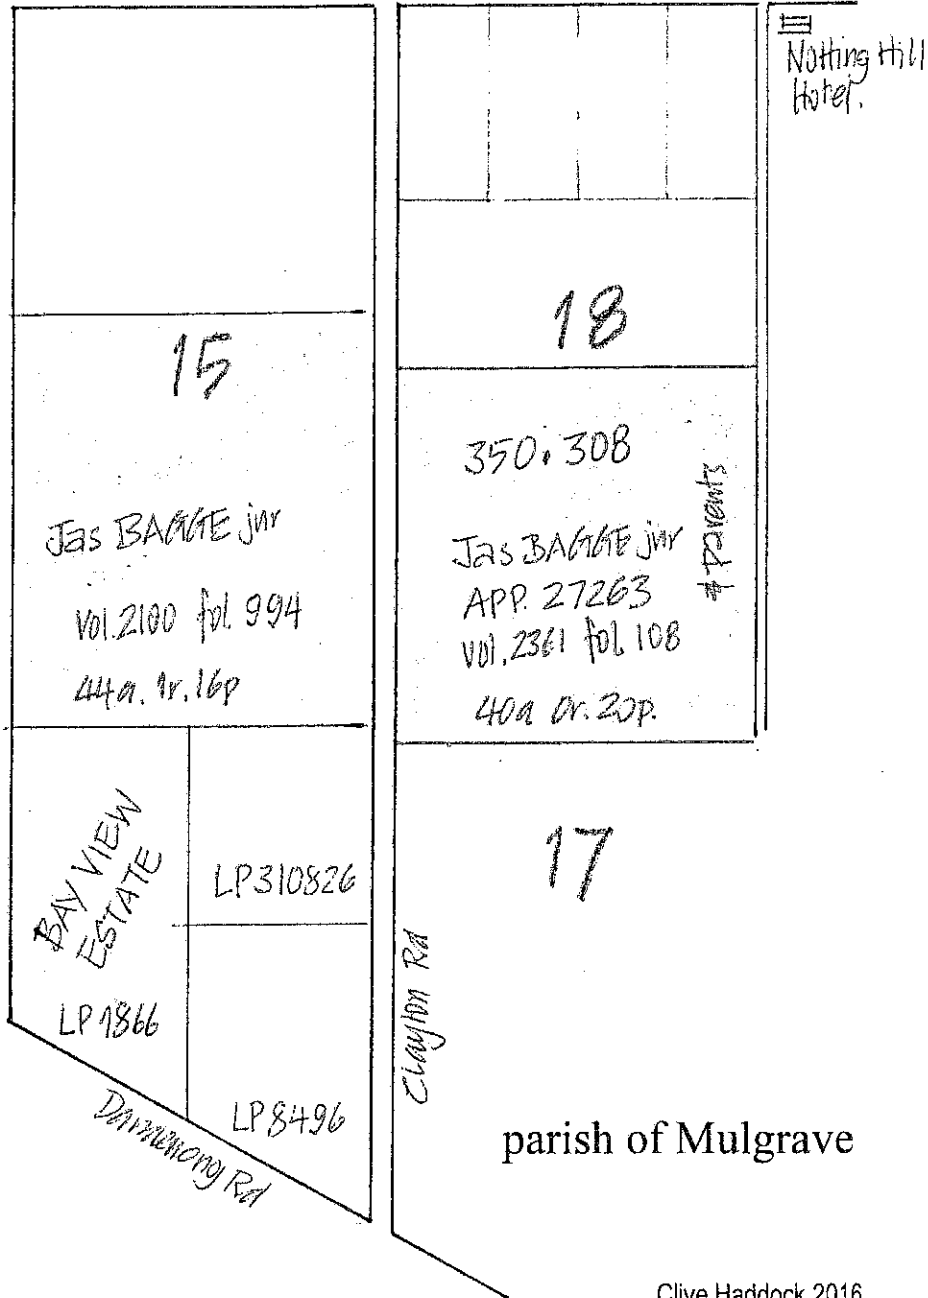 Notting Hill
Hotel.
15
Jas BAGGE jnr
Vol. 2100 fol. 994
44a. 1r. 16p
18
350. 308
Jas BAGGE jnr
APP. 27263
Vol. 2361 fol. 108
40a 0r. 20p.
# parents
BAY VIEW
ESTATE
LP 1866
LP310826
LP8496
Dandenong Rd
Clayton Rd
17
parish of Mulgrave
Clive Haddock 2016